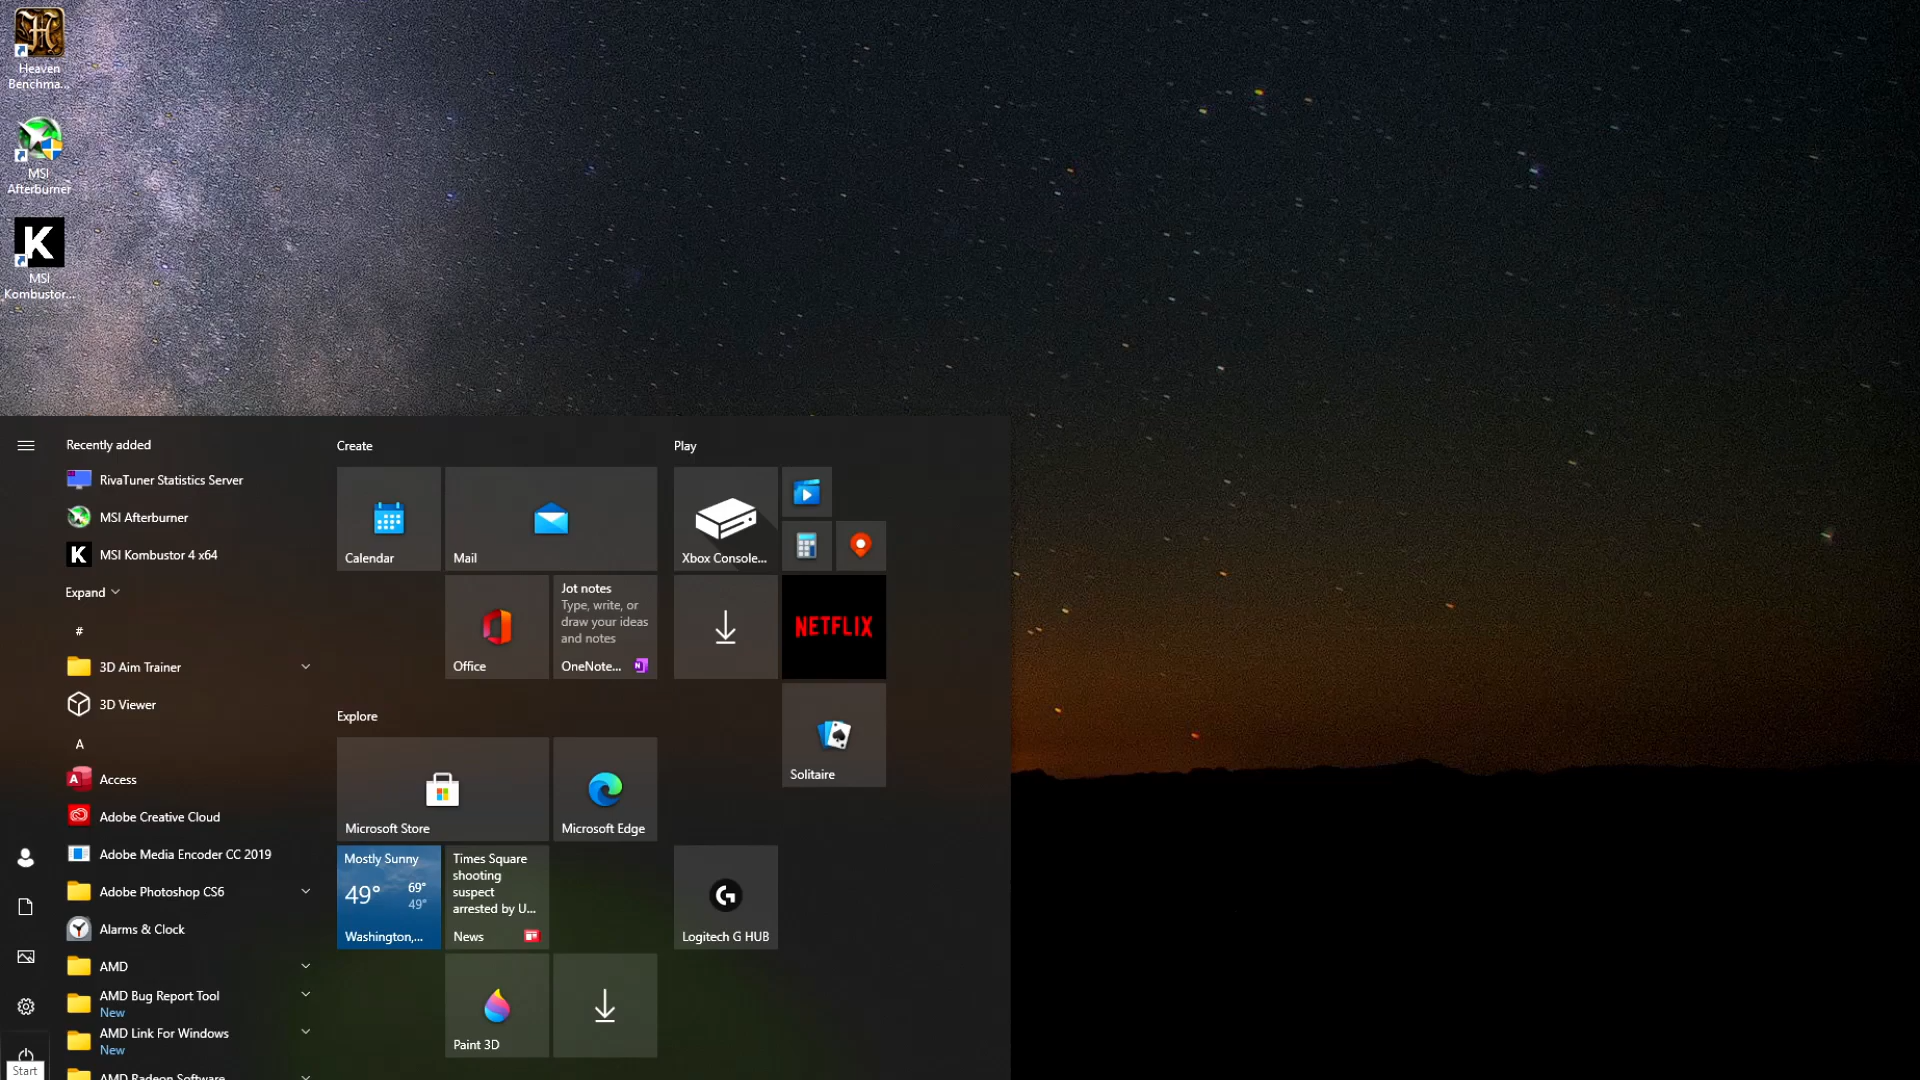 Heaven
Benchma...
MSI
Afterburner
K
MSI
Kombustor...
Recently added
RivaTuner Statistics Server
MSI Afterburner
K
MSI Kombustor 4 x64
Expand
#
3D Aim Trainer
3D Viewer
A
Access
Adobe Creative Cloud
Adobe Media Encoder CC 2019
Adobe Photoshop CS6
Alarms & Clock
AMD
AMD Bug Report Tool
New
AMD Link For Windows
New
AMD Radeon Software
Start
Create
Calendar
Mail
Office
Jot notes
Type, write, or
draw your ideas
and notes
OneNote...
Explore
Microsoft Store
Microsoft Edge
Mostly Sunny
49°
69°
49°
Washington,...
Times Square
shooting
suspect
arrested by U...
News
Paint 3D
Play
Xbox Console...
NETFLIX
Solitaire
Logitech G HUB